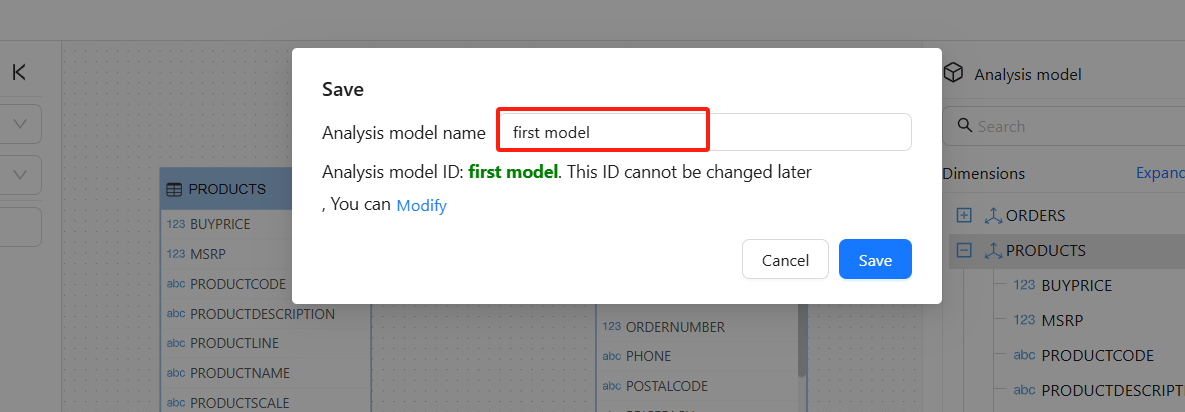 Save
Analysis model name first model
Analysis model ID: first model. This ID cannot be changed later
, You can Modify
Cancel Save
PRODUCTS
123 BUYPRICE
123 MSRP
abc PRODUCTCODE
abc PRODUCTDESCRIPTION
abc PRODUCTLINE
abc PRODUCTNAME
abc PRODUCTSCALE
123 ORDERNUMBER
abc PHONE
abc POSTALCODE
Analysis model
Search
Dimensions Expand
ORDERS
PRODUCTS
123 BUYPRICE
123 MSRP
abc PRODUCTCODE
abc PRODUCTDESCRIPTI